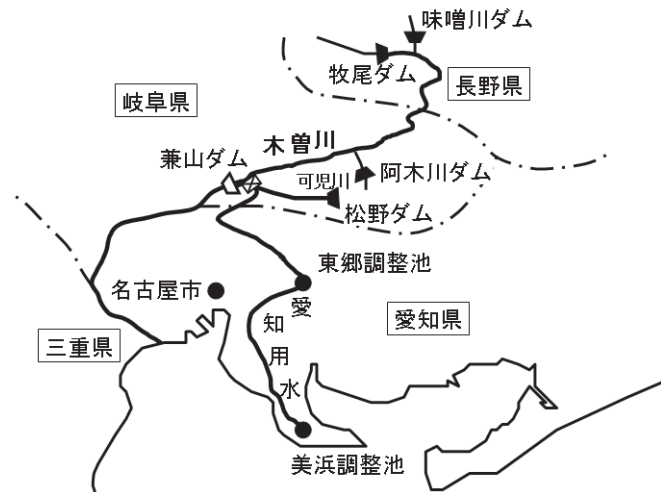 味噌川ダム
牧尾ダム
長野県
岐阜県
木曽川
兼山ダム
可児川
阿木川ダム
松野ダム
東郷調整池
名古屋市
愛知用水
愛知県
三重県
美浜調整池